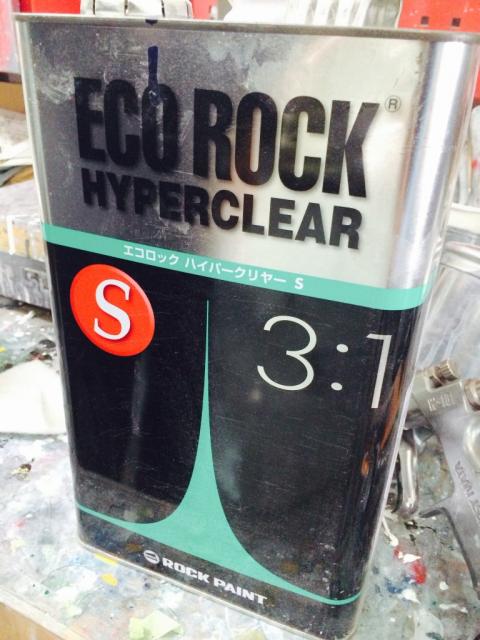 ECO ROCK®
HYPERCLEAR
エコロック ハイパークリヤー S
S
3:1
ROCK PAINT